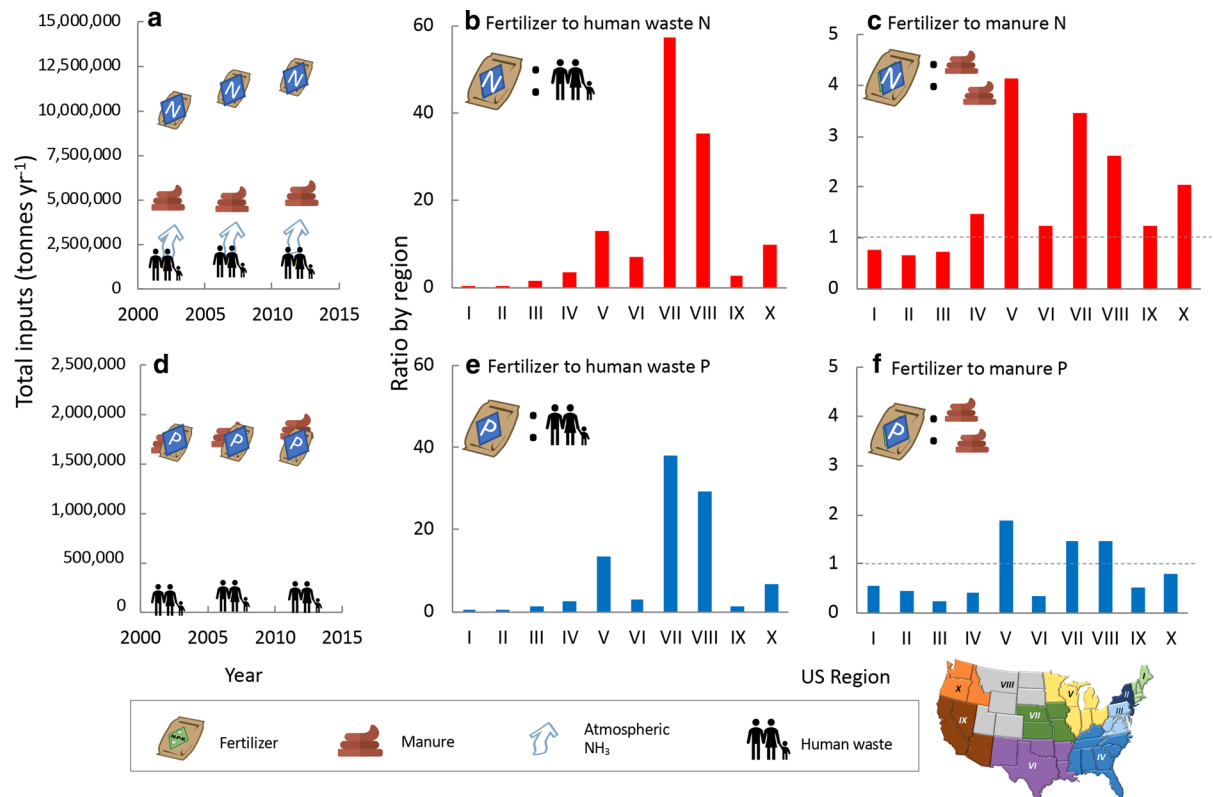 a
Total inputs (tonnes yr⁻¹)
15,000,000
12,500,000
10,000,000
7,500,000
5,000,000
2,500,000
0
N
N
N
2000 2005 2010 2015
b Fertilizer to human waste N
Ratio by region
60
40
20
0
N
I II III IV V VI VII VIII IX X
c Fertilizer to manure N
5
4
3
2
1
0
N
I II III IV V VI VII VIII IX X
d
2,500,000
2,000,000
1,500,000
1,000,000
500,000
0
P
P
P
2000 2005 2010 2015
Year
e Fertilizer to human waste P
60
40
20
0
P
I II III IV V VI VII VIII IX X
f Fertilizer to manure P
5
4
3
2
1
0
P
I II III IV V VI VII VIII IX X
US Region
Fertilizer
Manure
Atmospheric
NH₃
Human waste
I
II
III
IV
V
VI
VII
VIII
IX
X